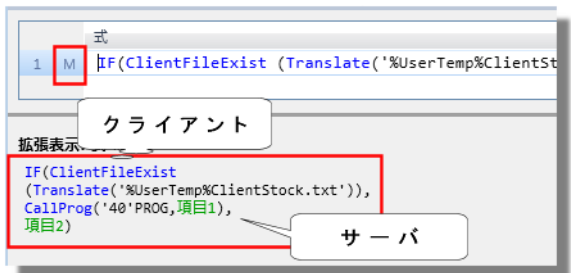 式
1 M IF(ClientFileExist (Translate('%UserTemp%ClientSt
クライアント
拡張表示
IF(ClientFileExist
(Translate('%UserTemp%ClientStock.txt')),
CallProg('40'PROG,項目1),
項目2)
サーバ